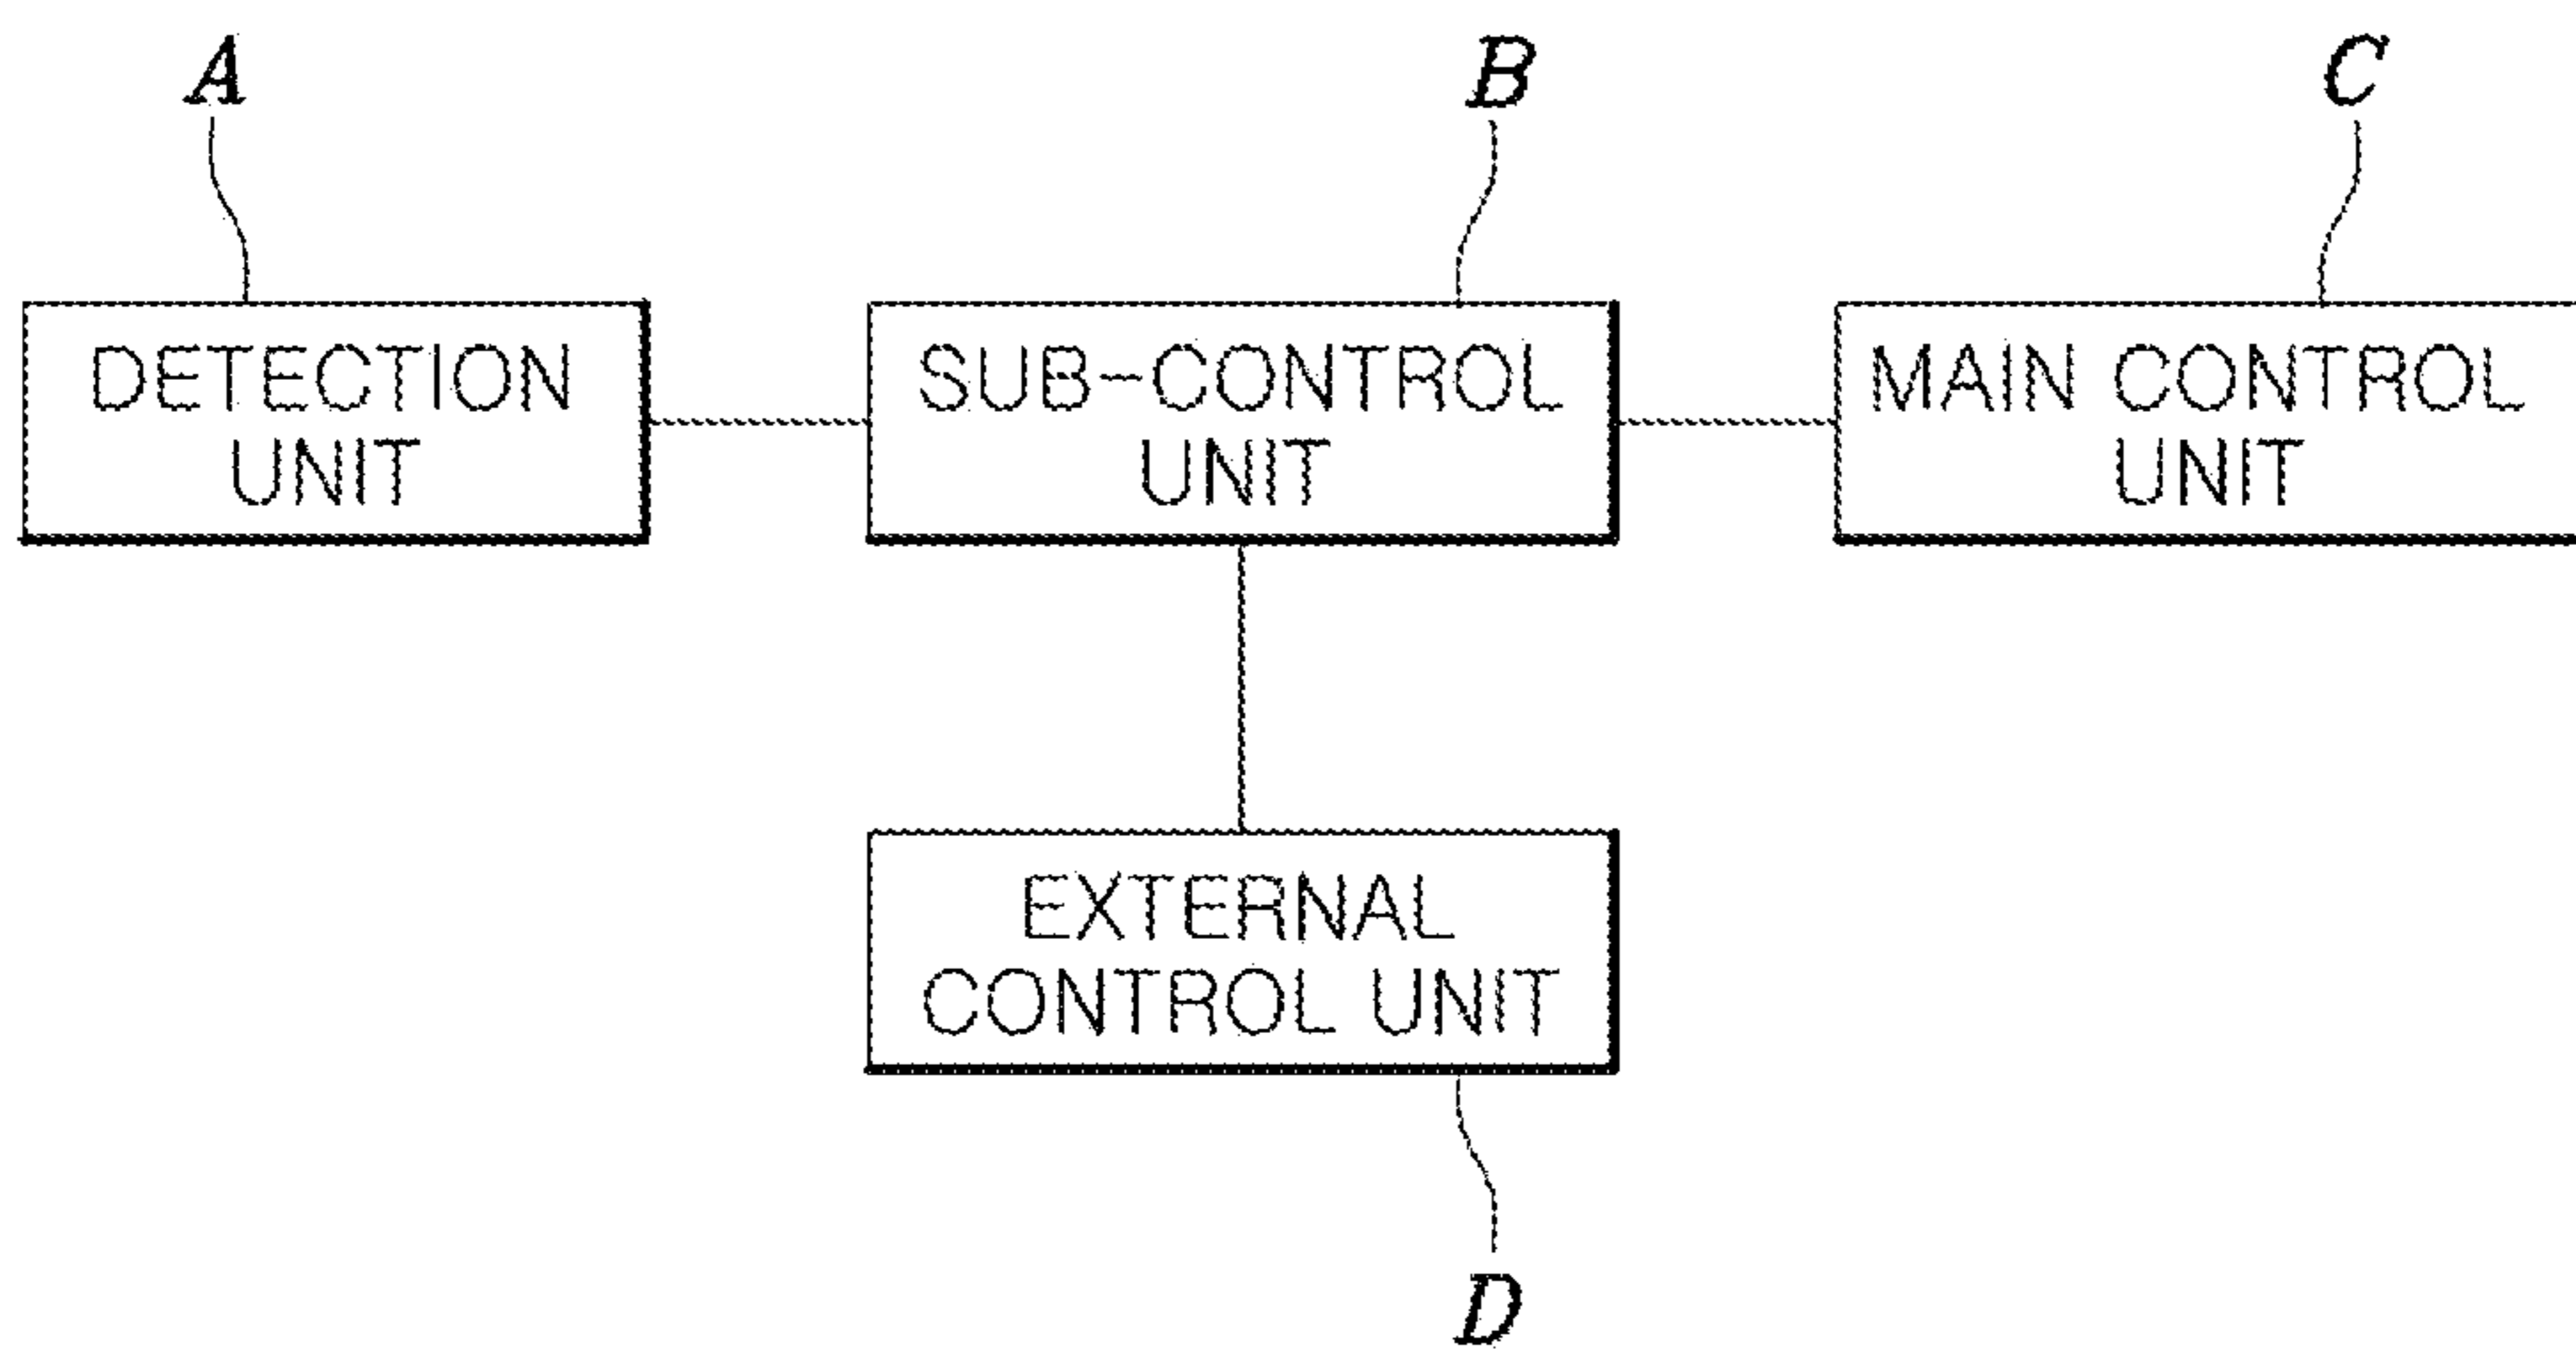 A
B
C
DETECTION
UNIT
SUB-CONTROL
UNIT
MAIN CONTROL
UNIT
EXTERNAL
CONTROL UNIT
D